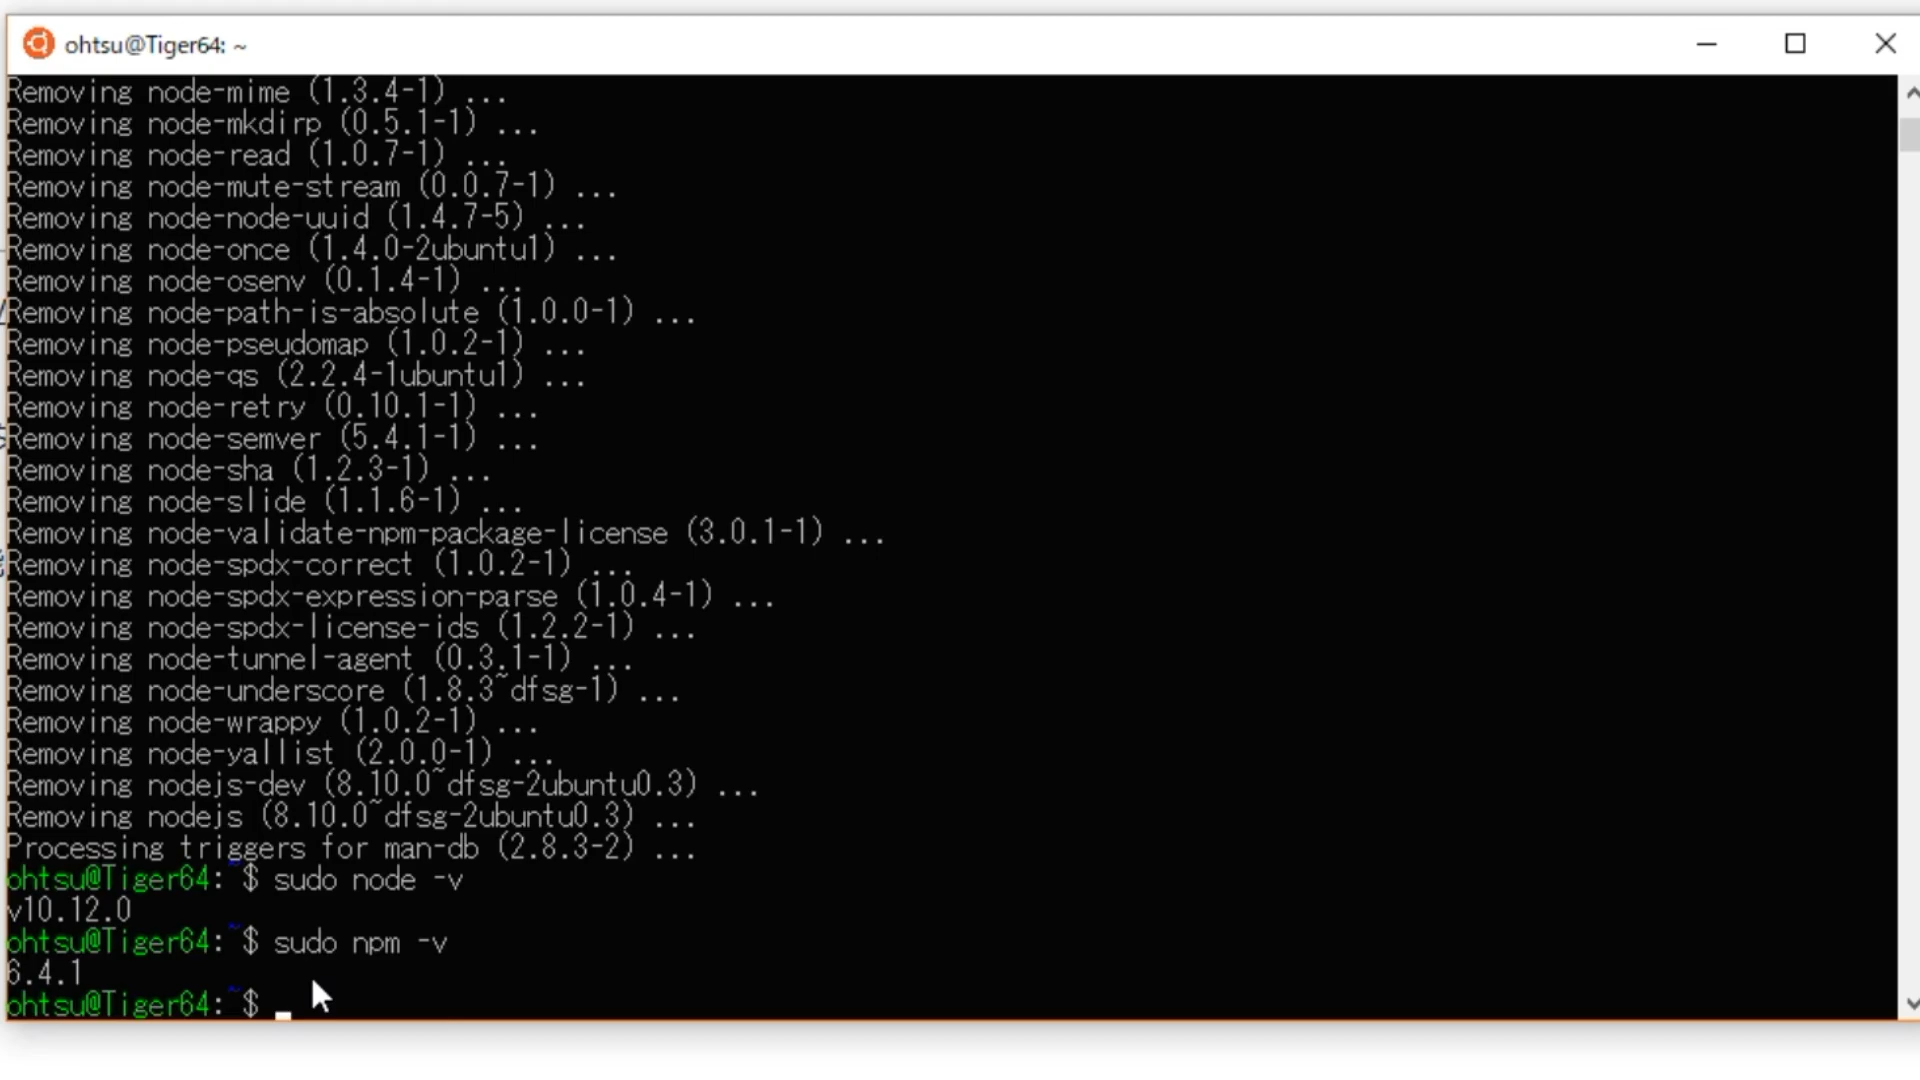 ohtsu@Tiger64: ~
Removing node-mime (1.3.4-1) ...
Removing node-mkdirp (0.5.1-1) ...
Removing node-read (1.0.7-1) ...
Removing node-mute-stream (0.0.7-1) ...
Removing node-node-uuid (1.4.7-5) ...
Removing node-once (1.4.0-2ubuntu1) ...
Removing node-osenv (0.1.4-1) ...
Removing node-path-is-absolute (1.0.0-1) ...
Removing node-pseudomap (1.0.2-1) ...
Removing node-qs (2.2.4-1ubuntu1) ...
Removing node-retry (0.10.1-1) ...
Removing node-semver (5.4.1-1) ...
Removing node-sha (1.2.3-1) ...
Removing node-slide (1.1.6-1) ...
Removing node-validate-npm-package-license (3.0.1-1) ...
Removing node-spdx-correct (1.0.2-1) ...
Removing node-spdx-expression-parse (1.0.4-1) ...
Removing node-spdx-license-ids (1.2.2-1) ...
Removing node-tunnel-agent (0.3.1-1) ...
Removing node-underscore (1.8.3~dfsg-1) ...
Removing node-wrappy (1.0.2-1) ...
Removing node-yallist (2.0.0-1) ...
Removing nodejs-dev (8.10.0~dfsg-2ubuntu0.3) ...
Removing nodejs (8.10.0~dfsg-2ubuntu0.3) ...
Processing triggers for man-db (2.8.3-2) ...
ohtsu@Tiger64:~$ sudo node -v
v10.12.0
ohtsu@Tiger64:~$ sudo npm -v
6.4.1
ohtsu@Tiger64:~$